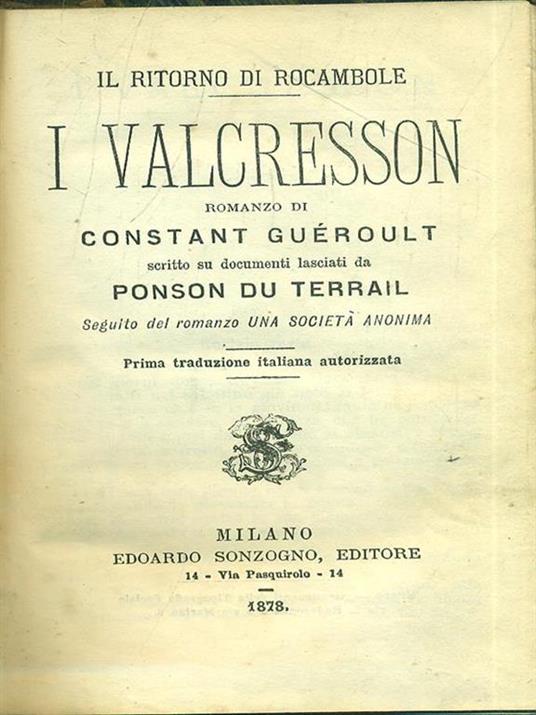 IL RITORNO DI ROCAMBOLE
I VALCRESSON
ROMANZO DI
CONSTANT GUÉROULT
scritto su documenti lasciati da
PONSON DU TERRAIL
Seguito del romanzo UNA SOCIETÀ ANONIMA
Prima traduzione italiana autorizzata
MILANO
EDOARDO SONZOGNO, EDITORE
14 - Via Pasquirolo - 14
1878.